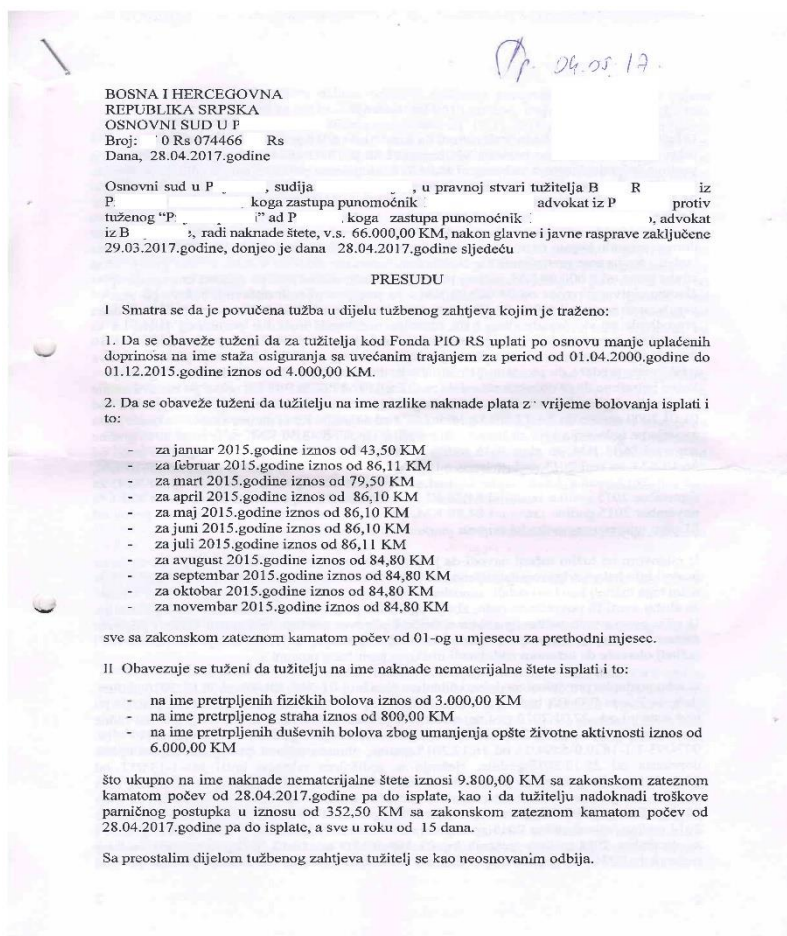 04.05.17.
BOSNA I HERCEGOVNA
REPUBLIKA SRPSKA
OSNOVNI SUD U P
Broj: 0 Rs 074466 Rs
Dana, 28.04.2017.godine
Osnovni sud u P , sudija , u pravnoj stvari tužitelja B R iz
P. koga zastupa punomoćnik advokat iz P protiv
tuženog “P i” ad P , koga zastupa punomoćnik , advokat
iz B , radi naknade štete, v.s. 66.000,00 KM, nakon glavne i javne rasprave zaključene
29.03.2017.godine, donjeo je dana 28.04.2017.godine sljedeću
PRESUDU
I Smatra se da je povučena tužba u dijelu tužbenog zahtjeva kojim je traženo:
1. Da se obaveže tuženi da za tužitelja kod Fonda PIO RS uplati po osnovu manje uplaćenih
doprinosa na ime staža osiguranja sa uvećanim trajanjem za period od 01.04.2000.godine do
01.12.2015.godine iznos od 4.000,00 KM.
2. Da se obaveže tuženi da tužitelju na ime razlike naknade plata z vrijeme bolovanja isplati i
to:
- za januar 2015.godine iznos od 43,50 KM
- za februar 2015.godine iznos od 86,11 KM
- za mart 2015.godine iznos od 79,50 KM
- za april 2015.godine iznos od 86,10 KM
- za maj 2015.godine iznos od 86,10 KM
- za juni 2015.godine iznos od 86,10 KM
- za juli 2015.godine iznos od 86,11 KM
- za avugust 2015.godine iznos od 84,80 KM
- za septembar 2015.godine iznos od 84,80 KM
- za oktobar 2015.godine iznos od 84,80 KM
- za novembar 2015.godine iznos od 84,80 KM
sve sa zakonskom zateznom kamatom počev od 01-og u mjesecu za prethodni mjesec.
II Obavezuje se tuženi da tužitelju na ime naknade nematerijalne štete isplati i to:
- na ime pretrpljenih fizičkih bolova iznos od 3.000,00 KM
- na ime pretrpljenog straha iznos od 800,00 KM
- na ime pretrpljenih duševnih bolova zbog umanjenja opšte životne aktivnosti iznos od
6.000,00 KM
što ukupno na ime naknade nematerijalne štete iznosi 9.800,00 KM sa zakonskom zateznom
kamatom počev od 28.04.2017.godine pa do isplate, kao i da tužitelju nadoknadi troškove
parničnog postupka u iznosu od 352,50 KM sa zakonskom zateznom kamatom počev od
28.04.2017.godine pa do isplate, a sve u roku od 15 dana.
Sa preostalim dijelom tužbenog zahtjeva tužitelj se kao neosnovanim odbija.